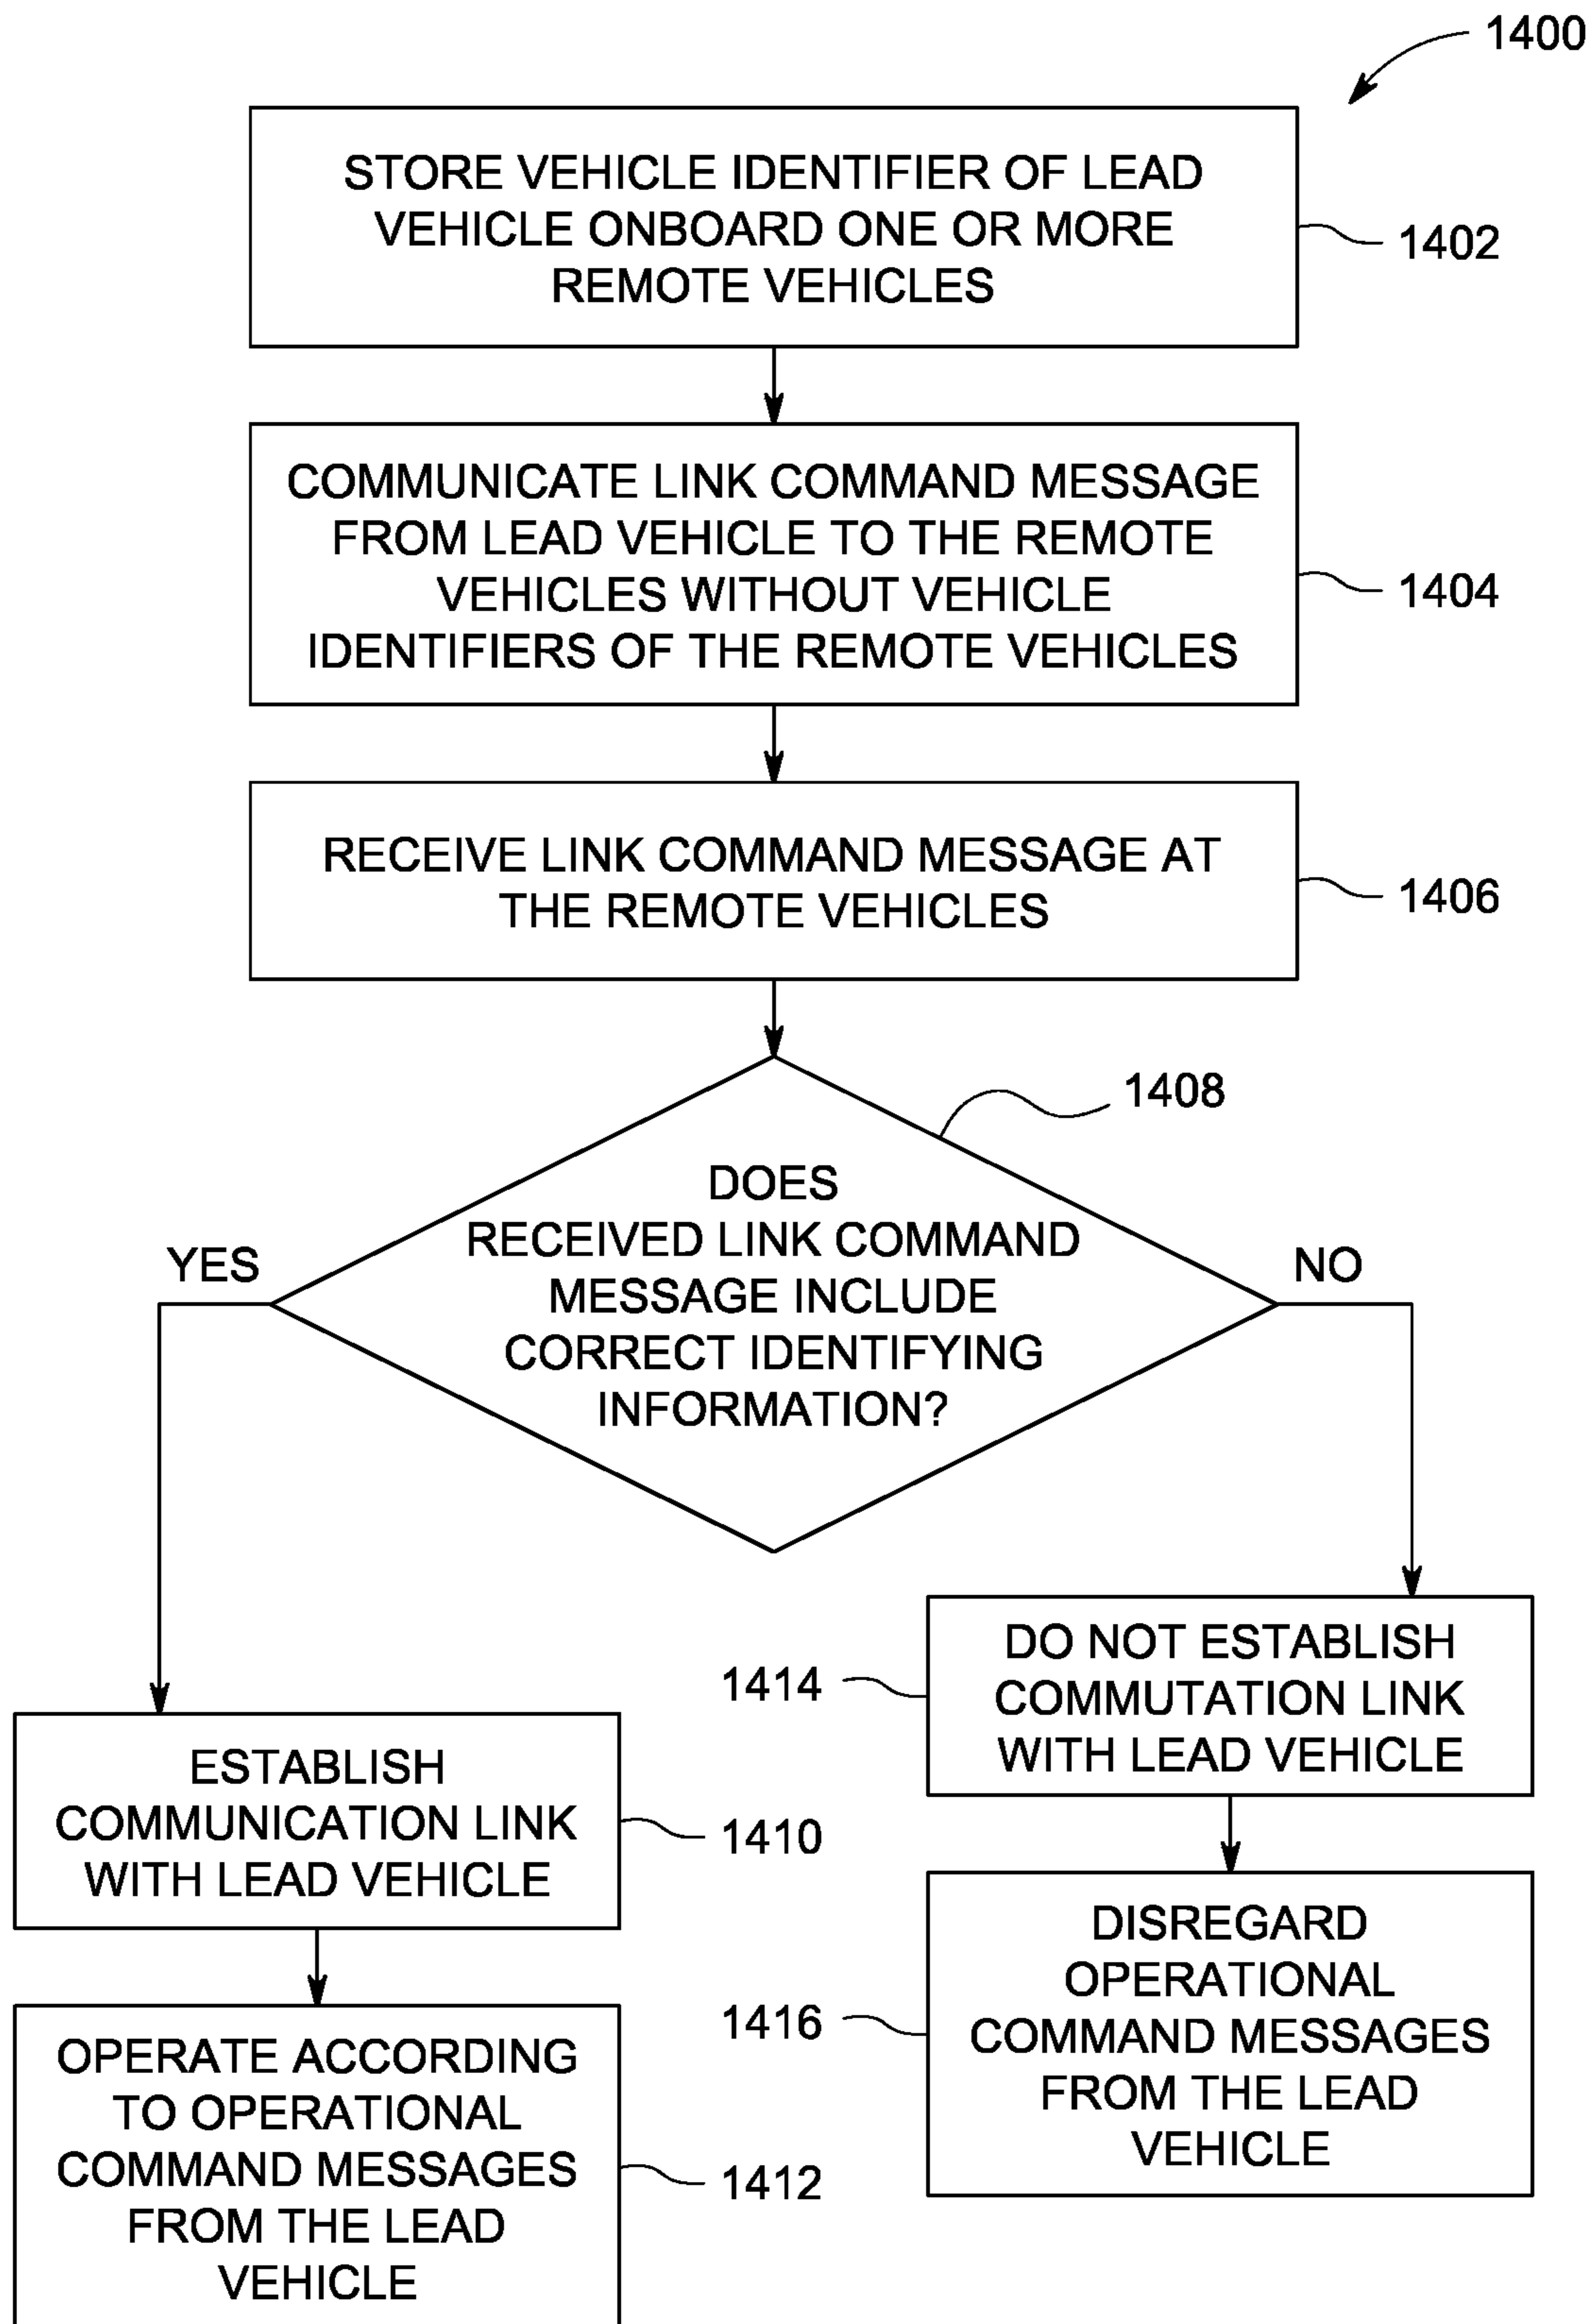 1400
STORE VEHICLE IDENTIFIER OF LEAD
VEHICLE ONBOARD ONE OR MORE
REMOTE VEHICLES
1402
COMMUNICATE LINK COMMAND MESSAGE
FROM LEAD VEHICLE TO THE REMOTE
VEHICLES WITHOUT VEHICLE
IDENTIFIERS OF THE REMOTE VEHICLES
1404
RECEIVE LINK COMMAND MESSAGE AT
THE REMOTE VEHICLES
1406
1408
DOES
RECEIVED LINK COMMAND
MESSAGE INCLUDE
CORRECT IDENTIFYING
INFORMATION?
YES
NO
ESTABLISH
COMMUNICATION LINK
WITH LEAD VEHICLE
1410
OPERATE ACCORDING
TO OPERATIONAL
COMMAND MESSAGES
FROM THE LEAD
VEHICLE
1412
DO NOT ESTABLISH
COMMUTATION LINK
WITH LEAD VEHICLE
1414
DISREGARD
OPERATIONAL
COMMAND MESSAGES
FROM THE LEAD
VEHICLE
1416